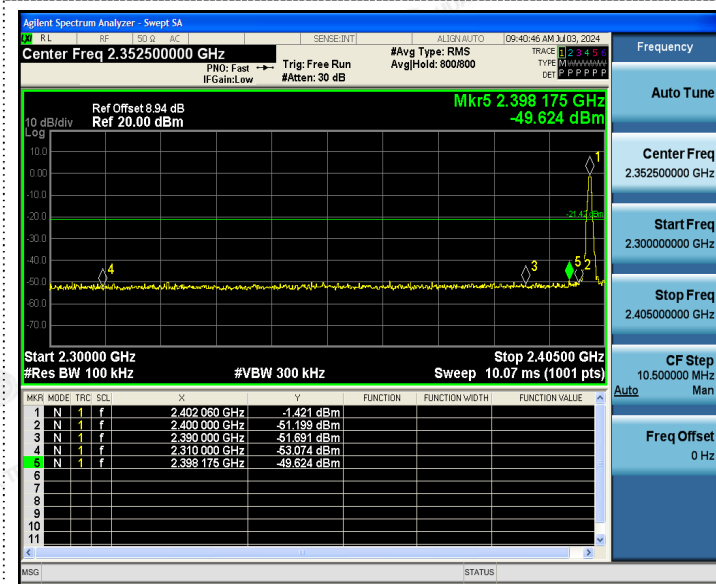 Agilent Spectrum Analyzer - Swept SA
LXI RL RF 50 Ω AC SENSE:INT ALIGN AUTO 09:40:46 AM Jul 03, 2024
Center Freq 2.352500000 GHz
PNO: Fast
IFGain:Low
Trig: Free Run
#Atten: 30 dB
#Avg Type: RMS
Avg|Hold: 800/800
TRACE 1 2 3 4 5 6
TYPE M
DET P P P P P P
Frequency
Auto Tune
Center Freq
2.352500000 GHz
Start Freq
2.300000000 GHz
Stop Freq
2.405000000 GHz
CF Step
10.500000 MHz
Auto Man
Freq Offset
0 Hz
Mkr5 2.398 175 GHz
-49.624 dBm
Ref Offset 8.94 dB
10 dB/div Ref 20.00 dBm
Log
10.0
0.00
-10.0
-20.0
-30.0
-40.0
-50.0
-60.0
-70.0
1
-21.42 dBm
4
3
5
2
Start 2.30000 GHz Stop 2.40500 GHz
#Res BW 100 kHz #VBW 300 kHz Sweep 10.07 ms (1001 pts)
MKR MODE TRC SCL X Y FUNCTION FUNCTION WIDTH FUNCTION VALUE
1 N 1 f 2.402 060 GHz -1.421 dBm
2 N 1 f 2.400 000 GHz -51.199 dBm
3 N 1 f 2.390 000 GHz -51.691 dBm
4 N 1 f 2.310 000 GHz -53.074 dBm
5 N 1 f 2.398 175 GHz -49.624 dBm
6
7
8
9
10
11
MSG STATUS